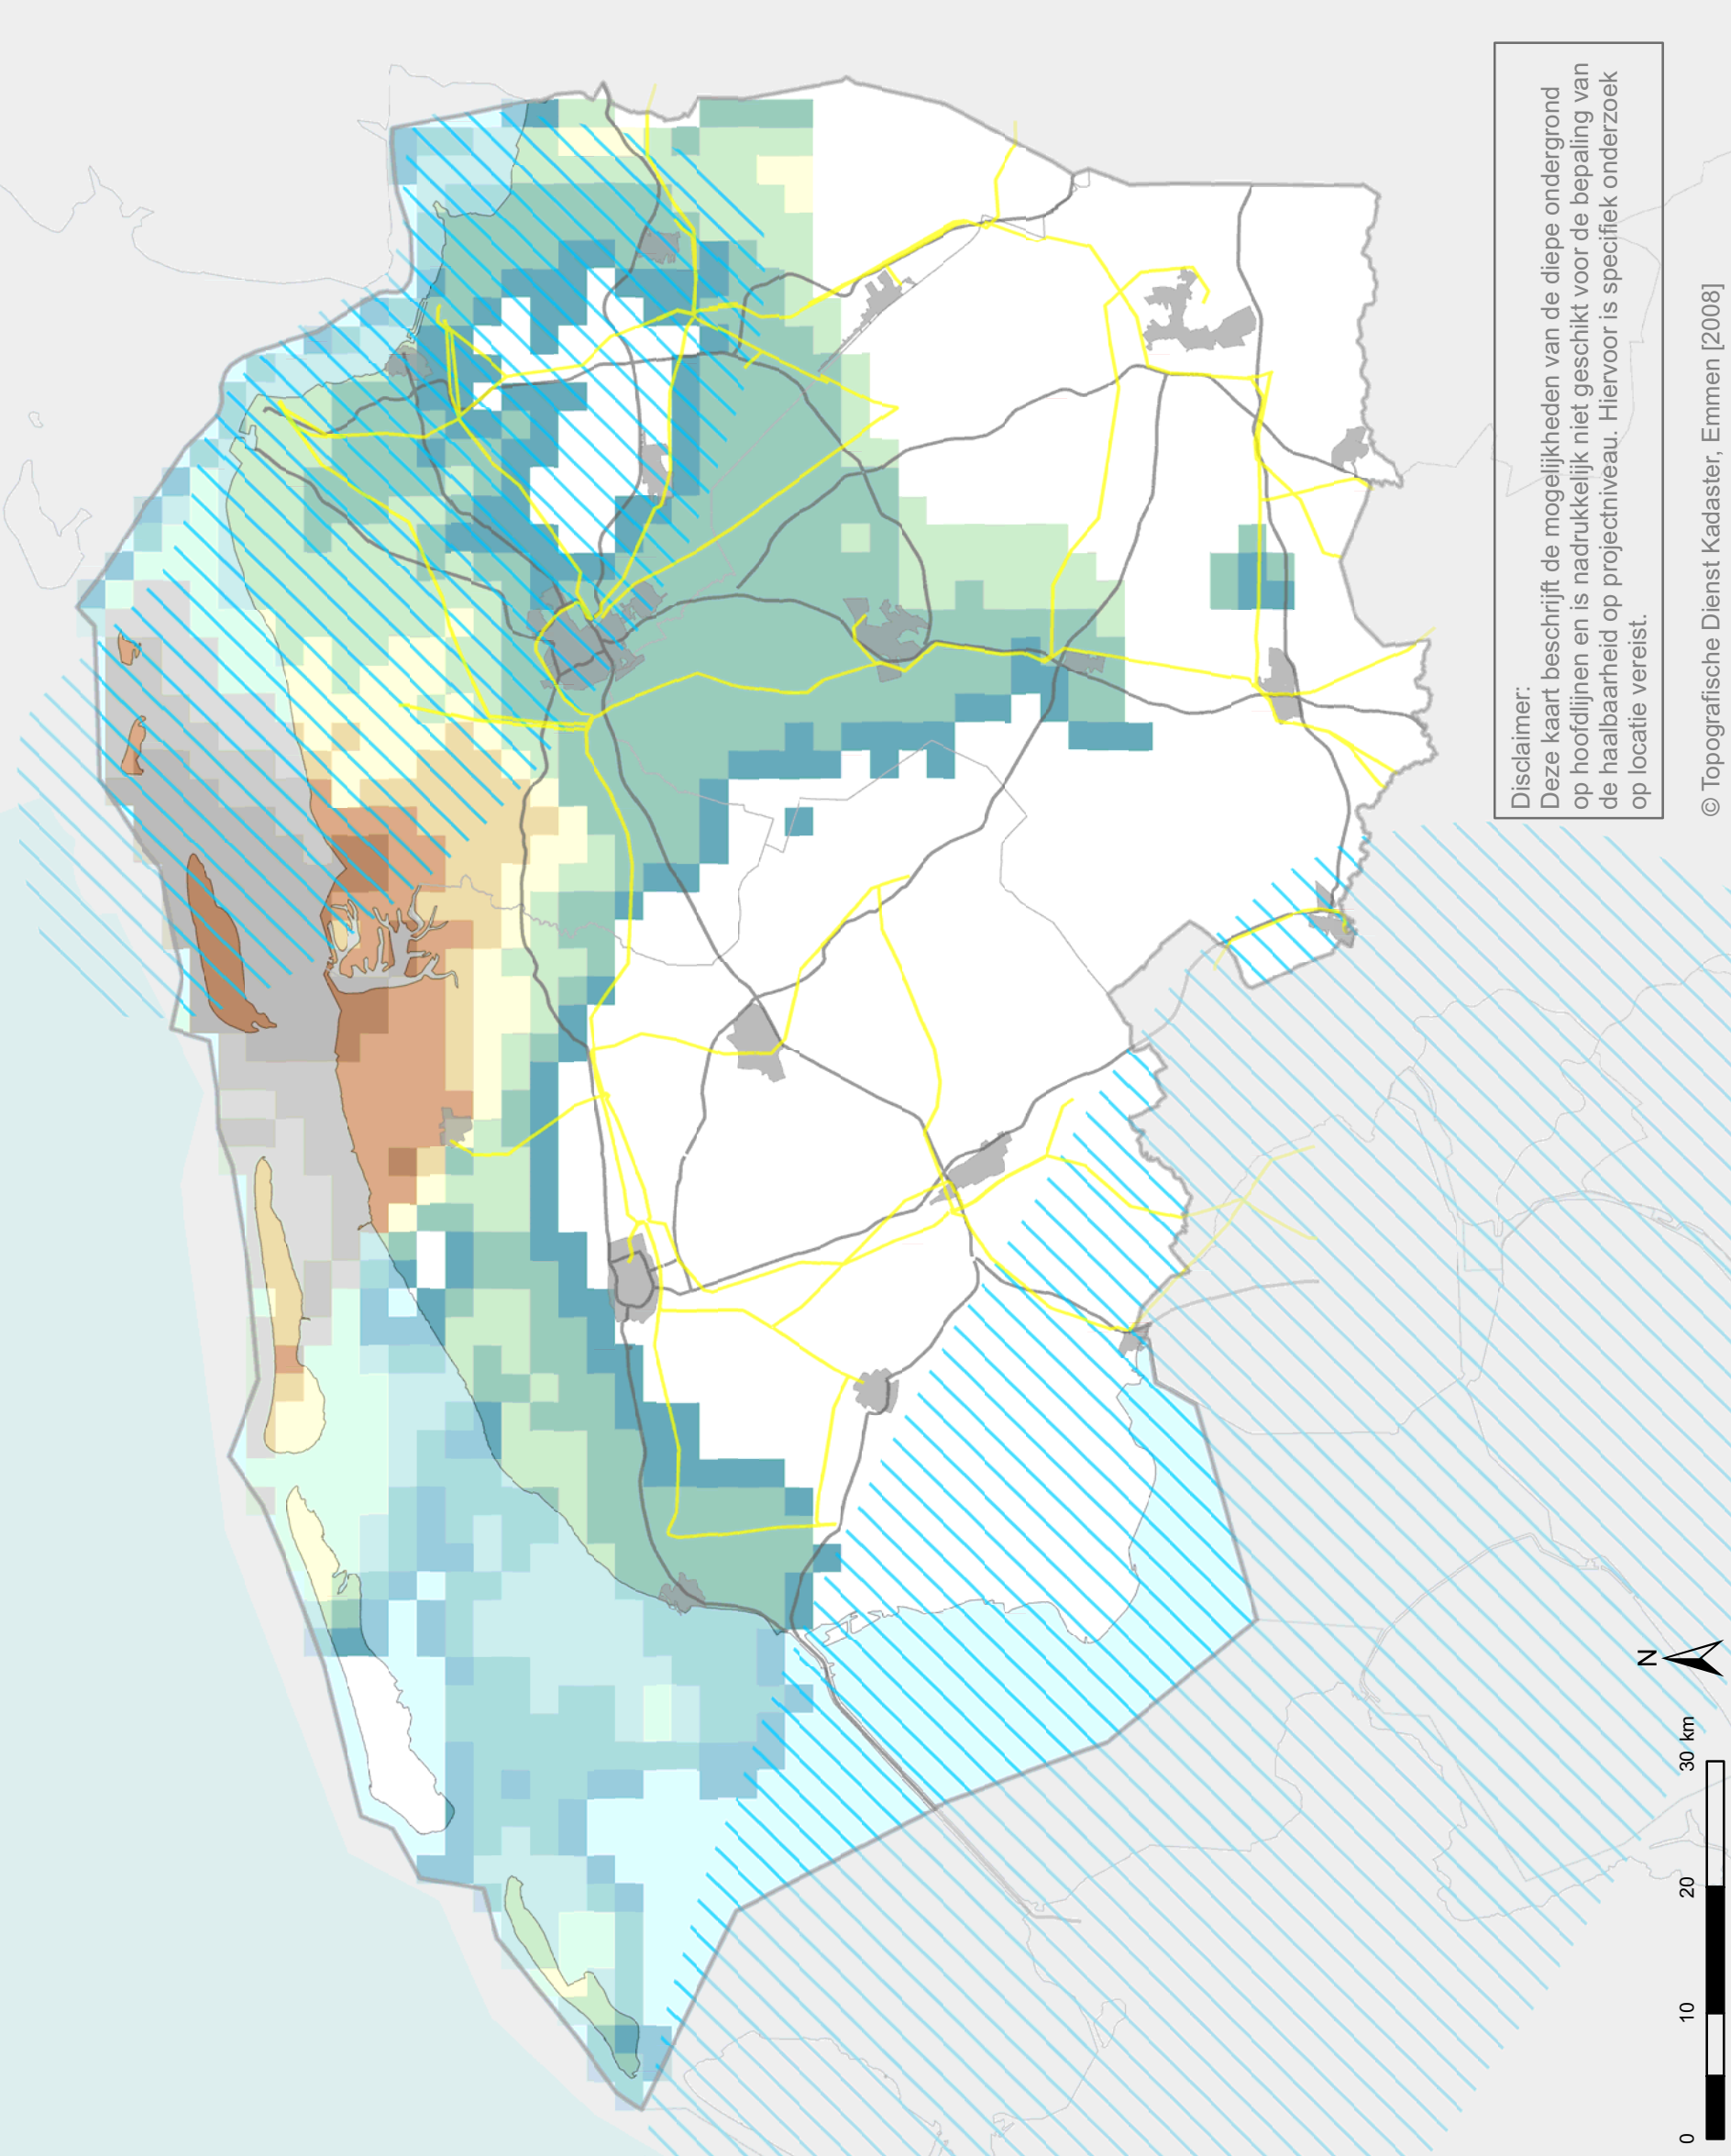 Disclaimer:
Deze kaart beschrijft de mogelijkheden van de diepe ondergrond
op hoofdlijnen en is nadrukkelijk niet geschikt voor de bepaling van
de haalbaarheid op projectniveau. Hiervoor is specifiek onderzoek
op locatie vereist.
© Topografische Dienst Kadaster, Emmen [2008]
N
0 10 20 30 km